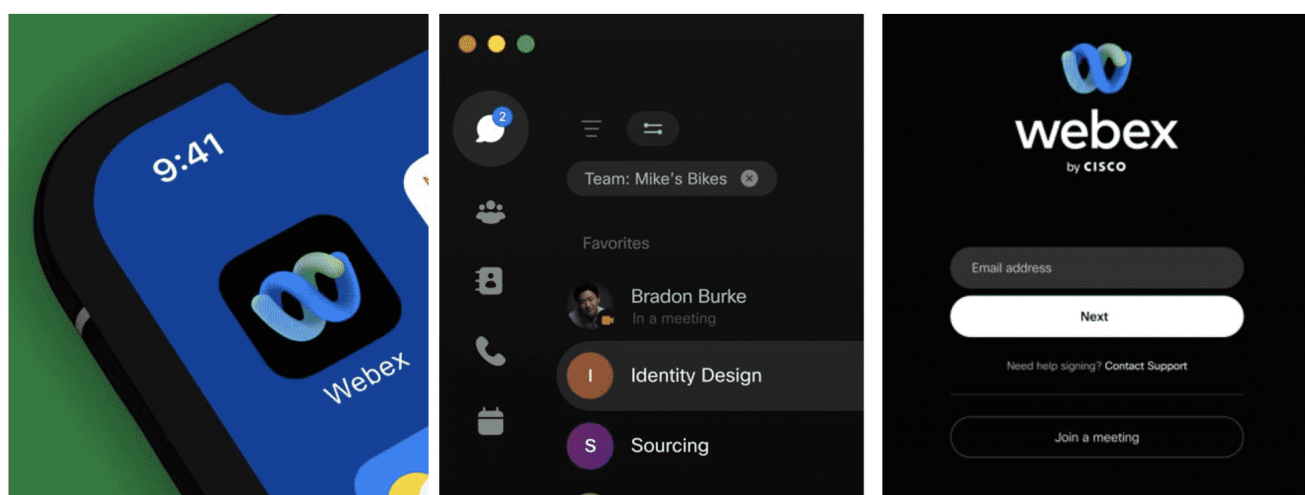 9:41
Webex
2
Team: Mike's Bikes
Favorites
Bradon Burke
In a meeting
I
Identity Design
S
Sourcing
webex
by CISCO
Email address
Next
Need help signing? Contact Support
Join a meeting